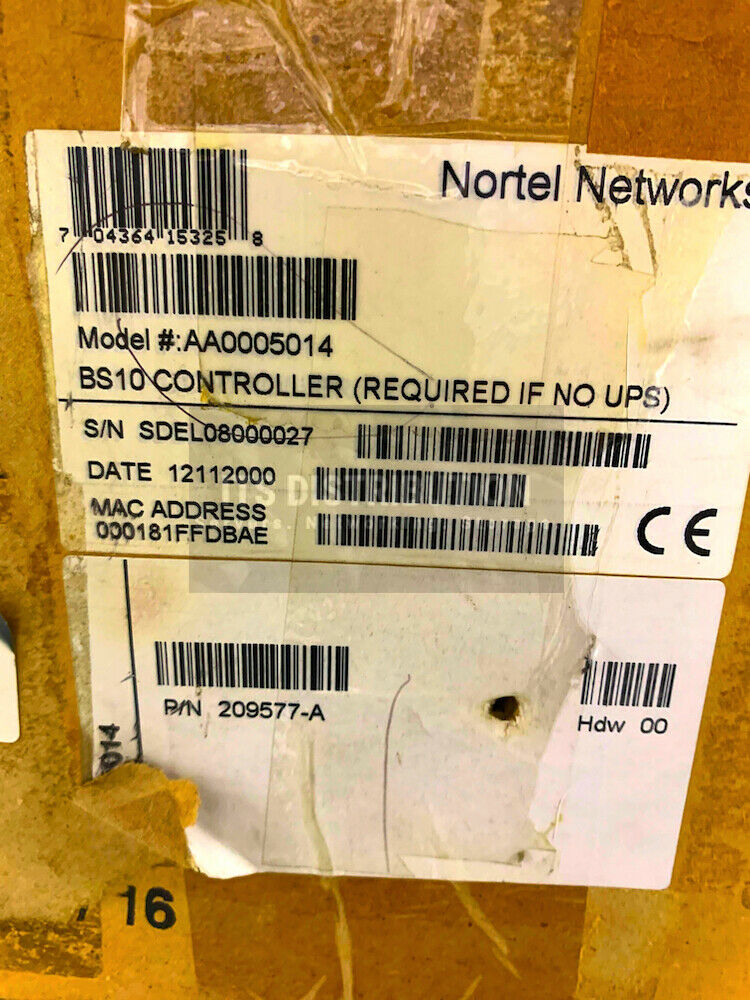 Nortel Networks
7 04364 15325 8
Model #:AA0005014
BS10 CONTROLLER (REQUIRED IF NO UPS)
S/N SDEL08000027
DATE 12112000
MAC ADDRESS
000181FFDBAE
CE
P/N 209577-A
Hdw 00
014
16